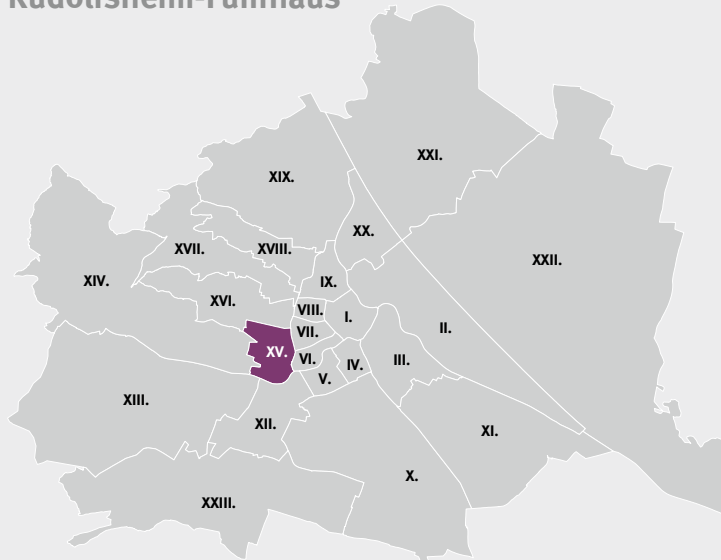 Rudolfsheim-Fünfhaus
XXI.
XIX.
XX.
XVII.
XVIII.
XXII.
XIV.
IX.
XVI.
VIII.
I.
II.
VII.
XV.
VI.
IV.
III.
V.
XIII.
XII.
XI.
X.
XXIII.